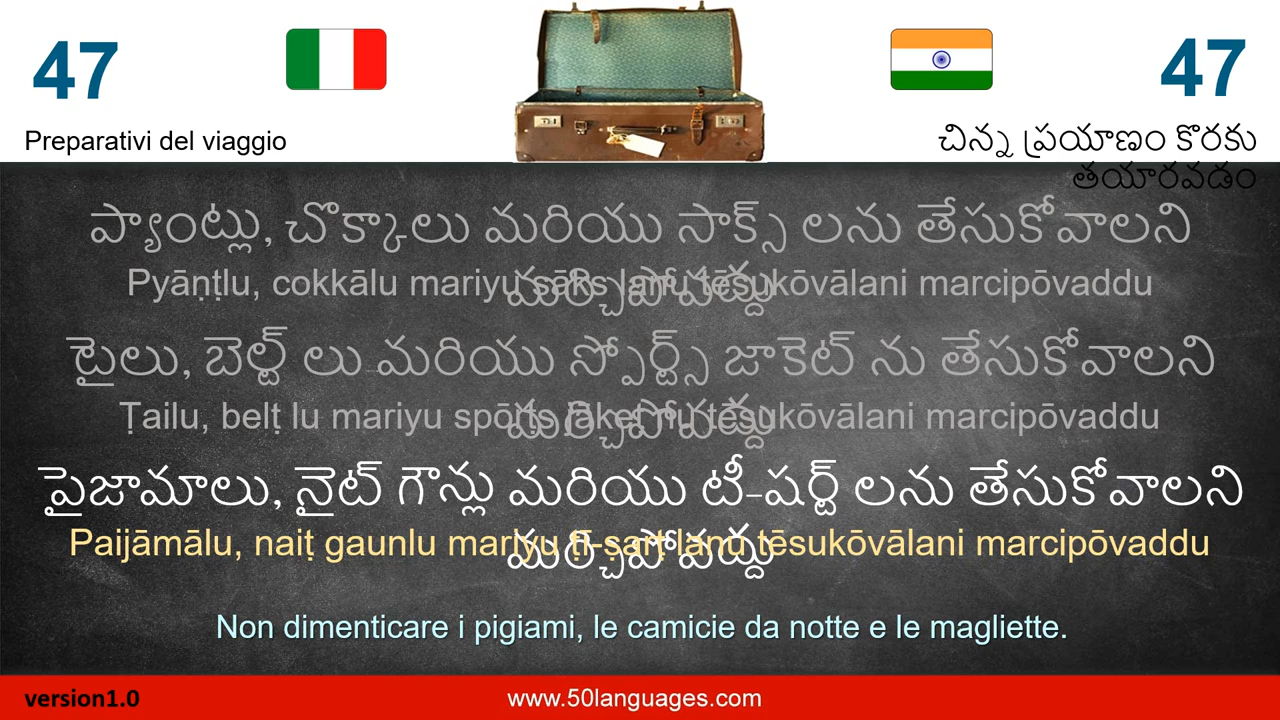 47
47
Preparativi del viaggio
చిన్న ప్రయాణం కొరకు
తయారవడం
ప్యాంట్లు, చొక్కాలు మరియు సాక్స్ లను తేసుకోవాలని
మర్చిపోవద్దు
Pyāṇṭlu, cokkālu mariyu sāks lanu tēsukōvālani marcipōvaddu
టైలు, బెల్ట్ లు మరియు స్పోర్ట్స్ జాకెట్ ను తేసుకోవాలని
మర్చిపోవద్దు
Ṭailu, belṭ lu mariyu spōrṭs jākeṭ nu tēsukōvālani marcipōvaddu
పైజామాలు, నైట్ గౌన్లు మరియు టీ-షర్ట్ లను తేసుకోవాలని
మర్చిపోవద్దు
Paijāmālu, naiṭ gaunlu mariyu ṭī-ṣarṭ lanu tēsukōvālani marcipōvaddu
Non dimenticare i pigiami, le camicie da notte e le magliette.
version1.0
www.50languages.com